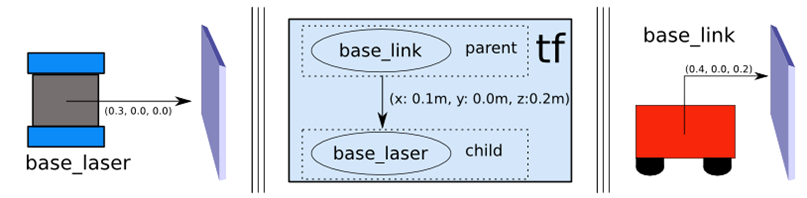 (0.3, 0.0, 0.0)
base_laser
base_link
parent
tf
(x: 0.1m, y: 0.0m, z:0.2m)
base_laser
child
base_link
(0.4, 0.0, 0.2)